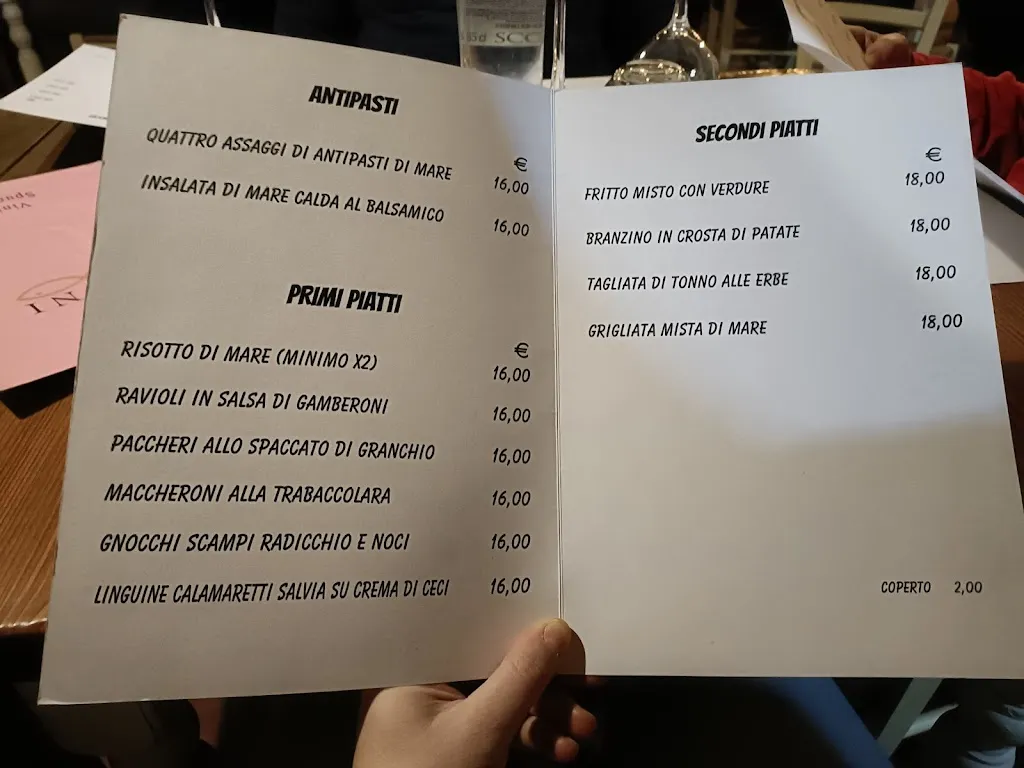 ANTIPASTI
€
QUATTRO ASSAGGI DI ANTIPASTI DI MARE 16,00
INSALATA DI MARE CALDA AL BALSAMICO 16,00
PRIMI PIATTI
€
RISOTTO DI MARE (MINIMO X2) 16,00
RAVIOLI IN SALSA DI GAMBERONI 16,00
PACCHERI ALLO SPACCATO DI GRANCHIO 16,00
MACCHERONI ALLA TRABACCOLARA 16,00
GNOCCHI SCAMPI RADICCHIO E NOCI 16,00
LINGUINE CALAMARETTI SALVIA SU CREMA DI CECI 16,00
SECONDI PIATTI
€
FRITTO MISTO CON VERDURE 18,00
BRANZINO IN CROSTA DI PATATE 18,00
TAGLIATA DI TONNO ALLE ERBE 18,00
GRIGLIATA MISTA DI MARE 18,00
COPERTO 2,00